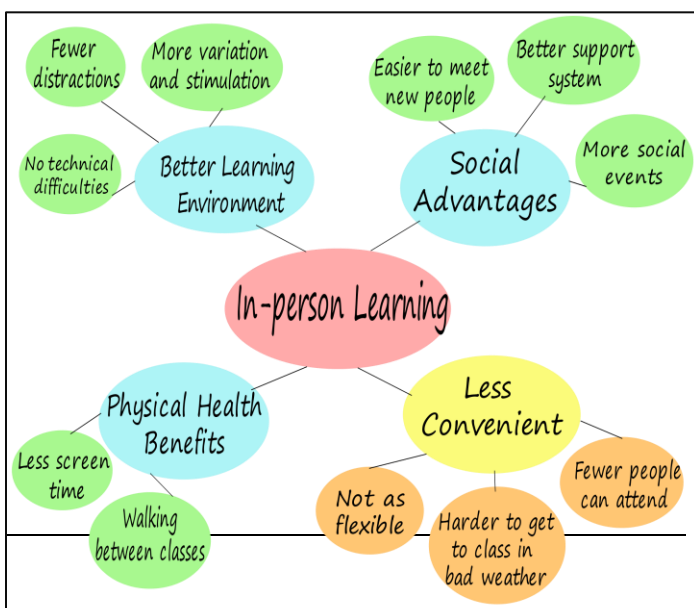 Fewer
distractions
More variation
and stimulation
No technical
difficulties
Better Learning
Environment
Easier to meet
new people
Better support
system
More social
events
Social
Advantages
In-person Learning
Physical Health
Benefits
Less screen
time
Walking
between classes
Less
Convenient
Not as
flexible
Harder to get
to class in
bad weather
Fewer people
can attend